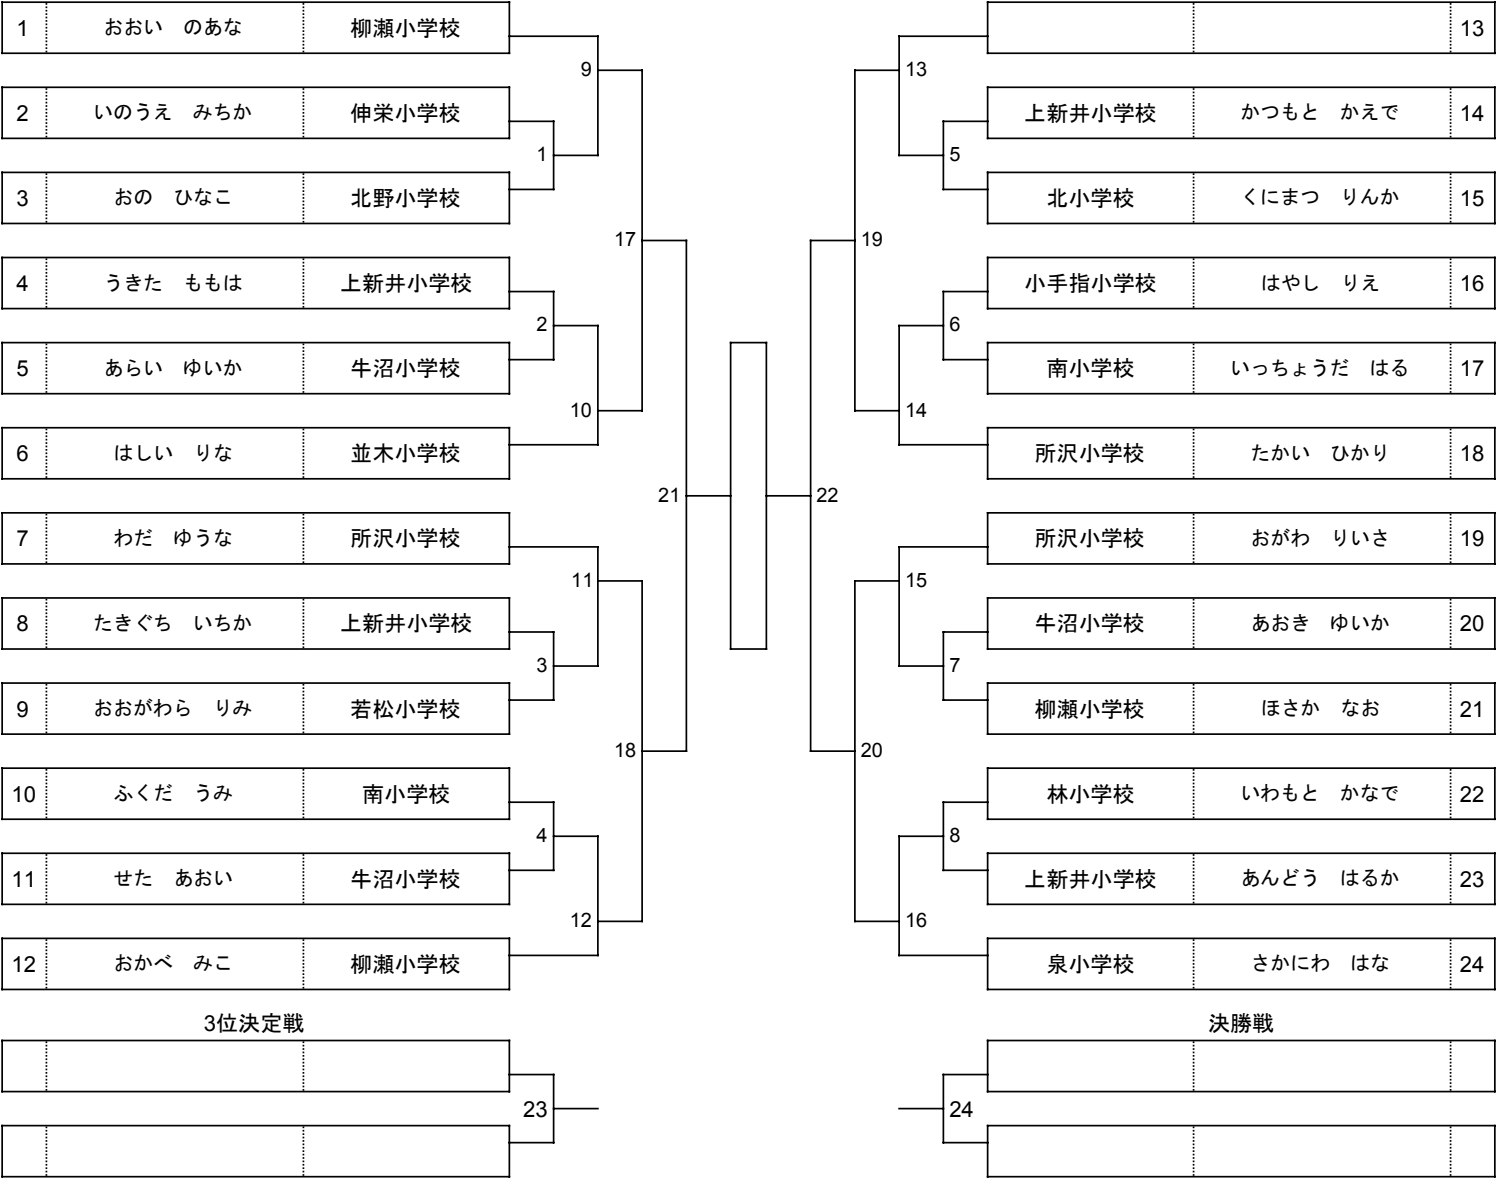 1 おおい のあな 柳瀬小学校
2 いのうえ みちか 伸栄小学校
3 おの ひなこ 北野小学校
4 うきた ももは 上新井小学校
5 あらい ゆいか 牛沼小学校
6 はしい りな 並木小学校
7 わだ ゆうな 所沢小学校
8 たきぐち いちか 上新井小学校
9 おおがわら りみ 若松小学校
10 ふくだ うみ 南小学校
11 せた あおい 牛沼小学校
12 おかべ みこ 柳瀬小学校
9
1
17
2
10
21
11
3
18
4
12
13
5
19
6
14
22
15
7
20
8
16
13
上新井小学校 かつもと かえで 14
北小学校 くにまつ りんか 15
小手指小学校 はやし りえ 16
南小学校 いっちょうだ はる 17
所沢小学校 たかい ひかり 18
所沢小学校 おがわ りいさ 19
牛沼小学校 あおき ゆいか 20
柳瀬小学校 ほさか なお 21
林小学校 いわもと かなで 22
上新井小学校 あんどう はるか 23
泉小学校 さかにわ はな 24
3位決定戦
23
決勝戦
24